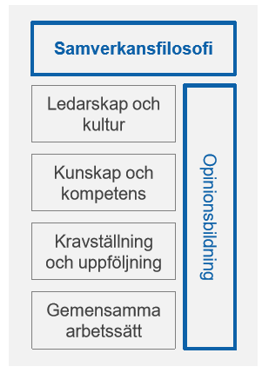 Samverkansfilosofi
Ledarskap och
kultur
Kunskap och
kompetens
Kravställning
och uppföljning
Gemensamma
arbetssätt
Opinionsbildning